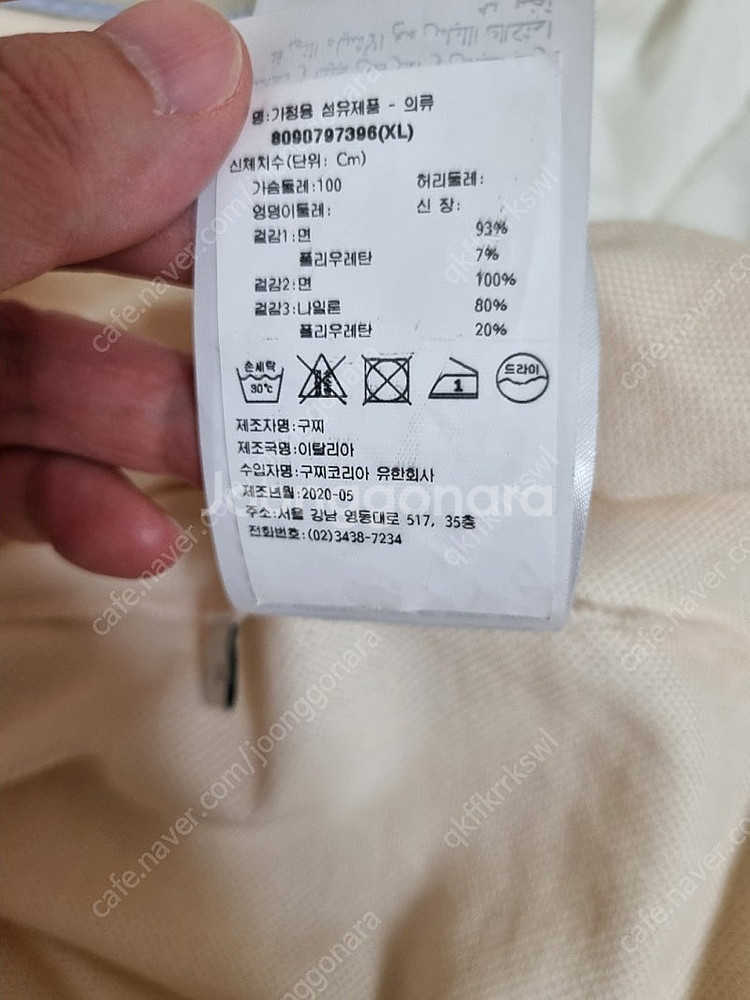 명:가정용 섬유제품 - 의류
8090797396(XL)
신체치수(단위: Cm)
가슴둘레:100 허리둘레:
엉덩이둘레: 신 장:
겉감1:면 93%
폴리우레탄 7%
겉감2:면 100%
겉감3:나일론 80%
폴리우레탄 20%
손세탁 30℃ 1 드라이
제조자명:구찌
제조국명:이탈리아
수입자명:구찌코리아 유한회사
제조년월:2020-05
주소:서울 강남 영동대로 517, 35층
전화번호:(02)3438-7234
Joonggonara
cafe.naver.com/joonggonara
qkffkrrkswl